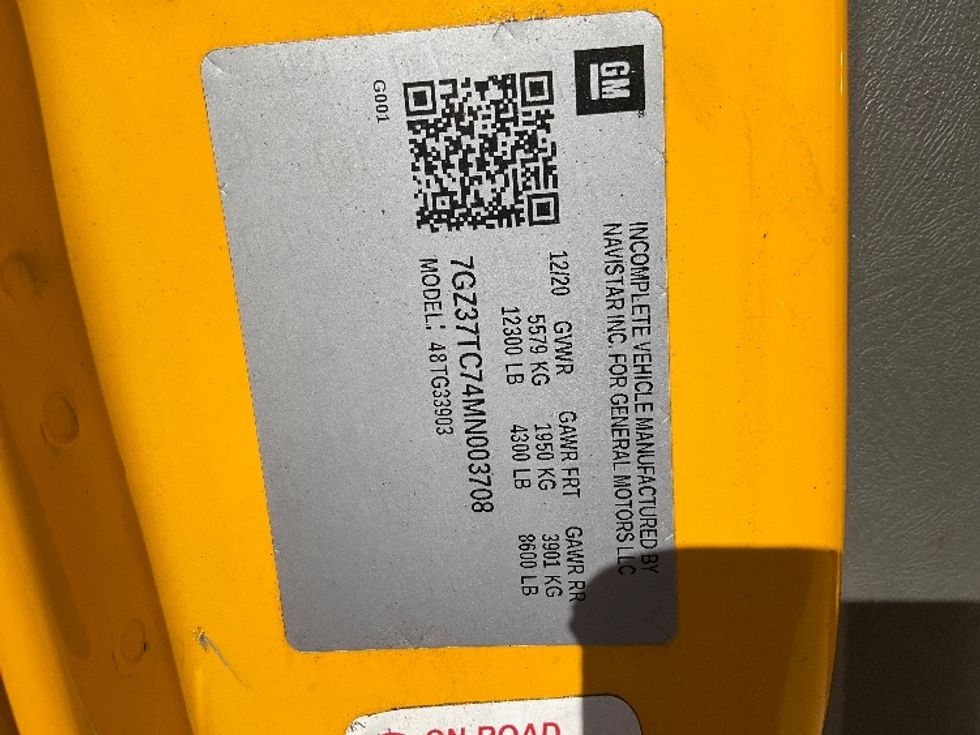 GM
INCOMPLETE VEHICLE MANUFACTURED BY
NAVISTAR INC. FOR GENERAL MOTORS LLC
12/20 GVWR GAWR FRT GAWR RR
5579 KG 1950 KG 3901 KG
12300 LB 4300 LB 8600 LB
7GZ37TC74MN003708
MODEL: 48TG33903
G001
ON-ROAD